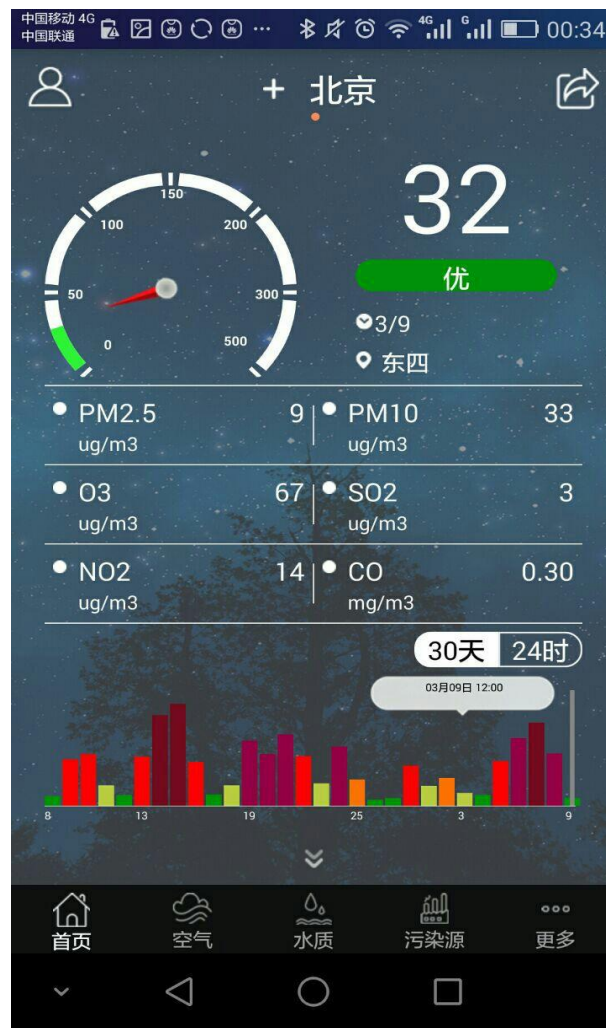 中国移动 4G
中国联通
4G G 00:34
+ 北京
150
100 200
50 300
0 500
32
优
3/9
东四
PM2.5 9 PM10 33
ug/m3 ug/m3
O3 67 SO2 3
ug/m3 ug/m3
NO2 14 CO 0.30
ug/m3 mg/m3
30天 24时
03月09日 12:00
8 13 19 25 3 9
首页 空气 水质 污染源 更多